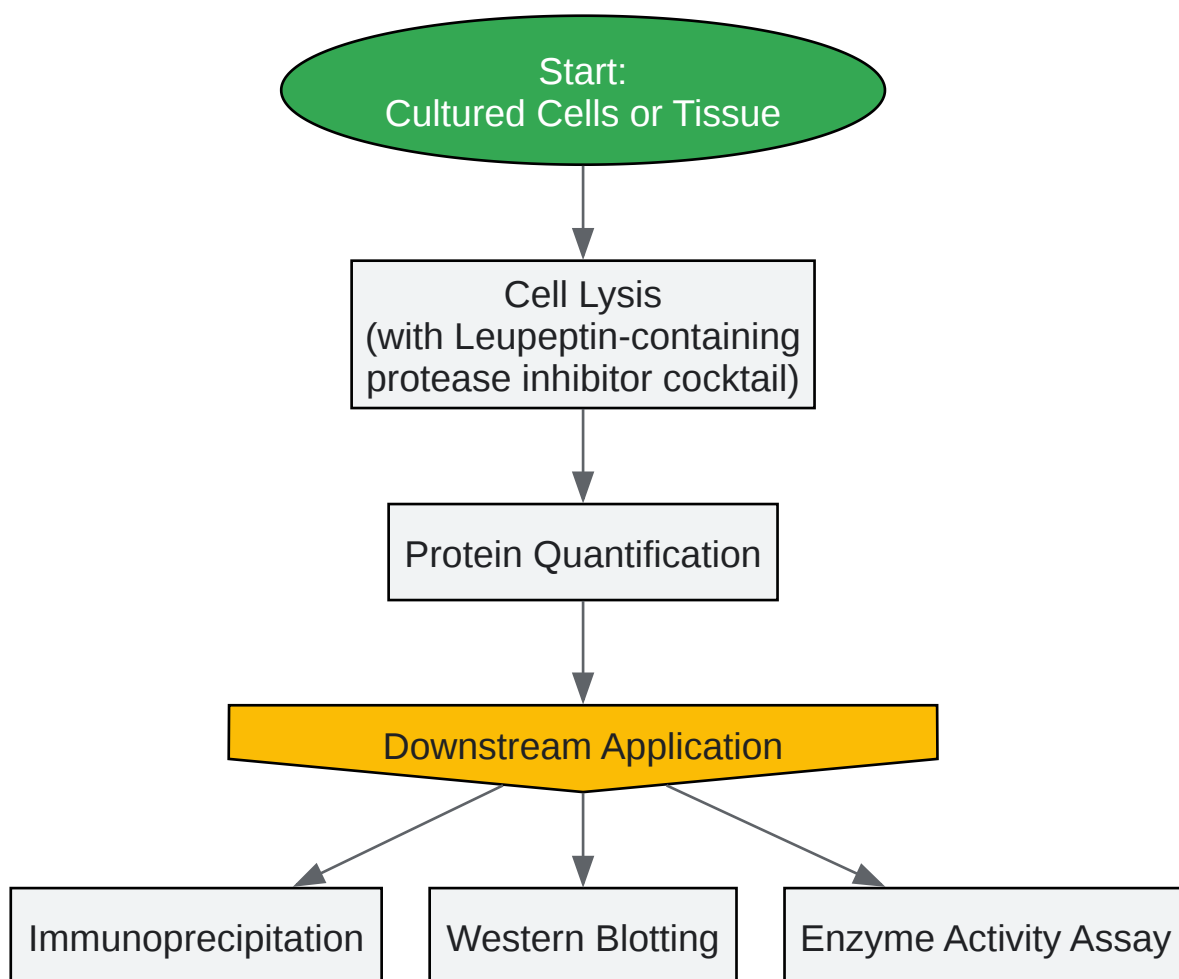 Start:
Cultured Cells or Tissue
Cell Lysis
(with Leupeptin-containing
protease inhibitor cocktail)
Protein Quantification
Downstream Application
Immunoprecipitation
Western Blotting
Enzyme Activity Assay